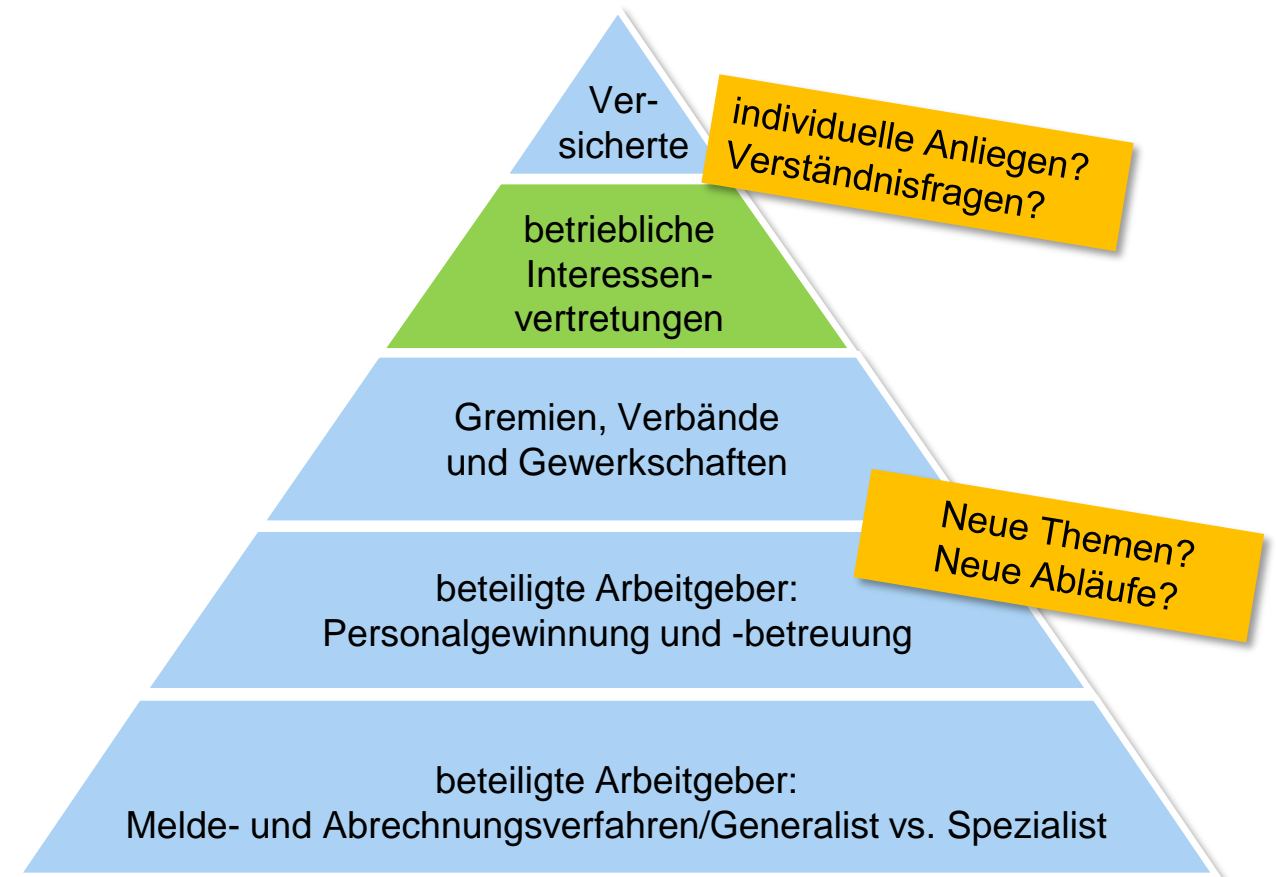 Ver-
sicherte
individuelle Anliegen?
Verständnisfragen?
betriebliche
Interessen-
vertretungen
Gremien, Verbände
und Gewerkschaften
Neue Themen?
Neue Abläufe?
beteiligte Arbeitgeber:
Personalgewinnung und -betreuung
beteiligte Arbeitgeber:
Melde- und Abrechnungsverfahren/Generalist vs. Spezialist